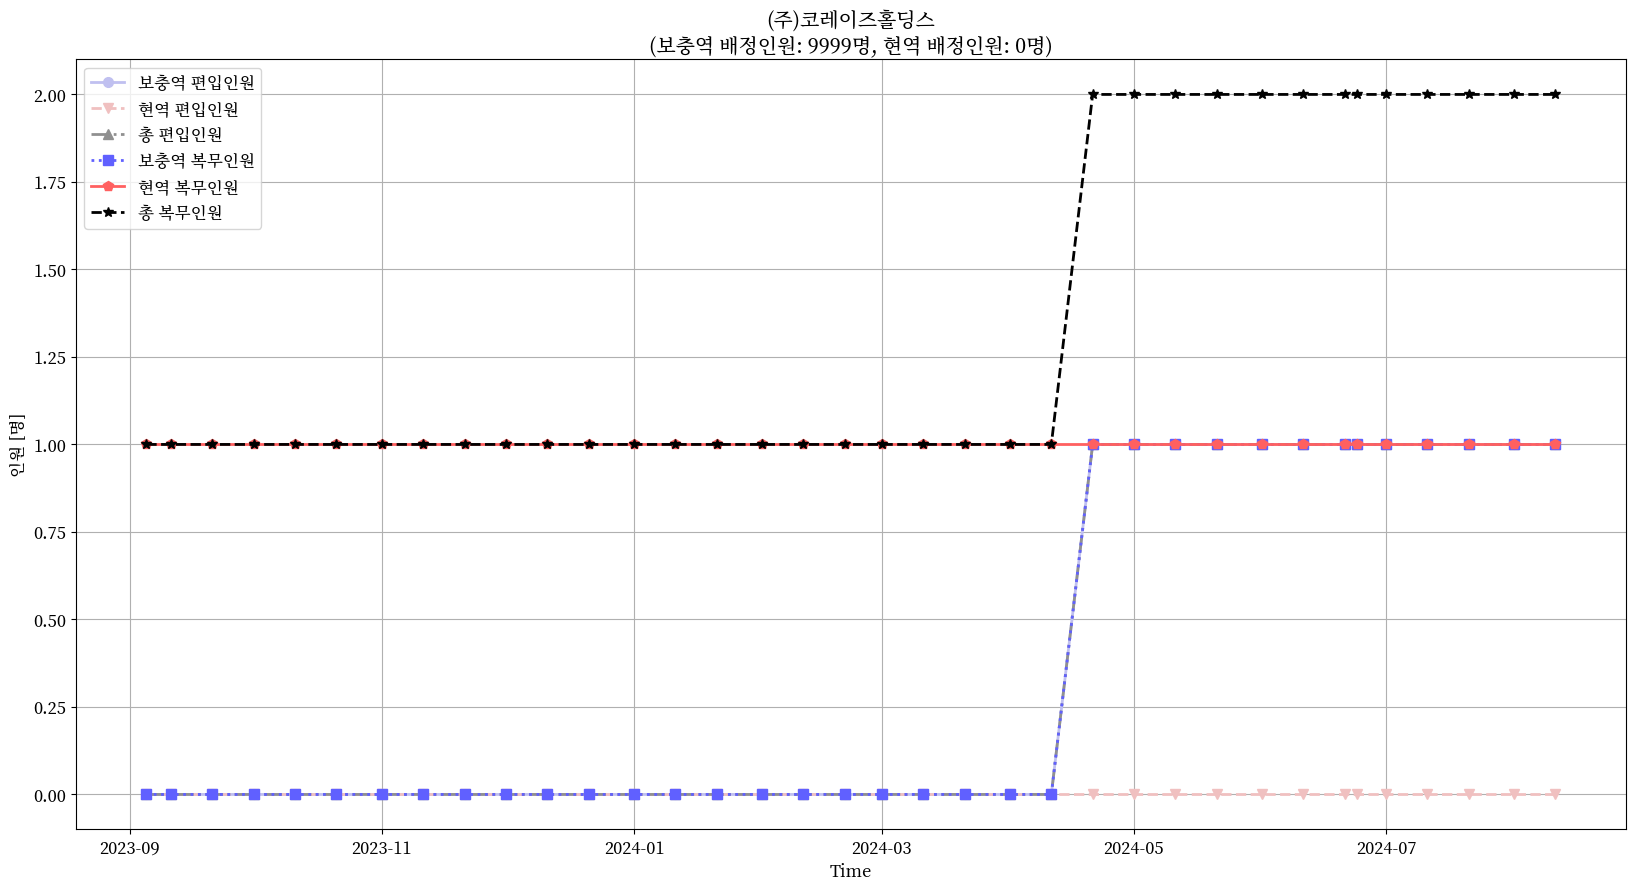 (주)코레이즈홀딩스
(보충역 배정인원: 9999명, 현역 배정인원: 0명)
보충역 편입인원
현역 편입인원
총 편입인원
보충역 복무인원
현역 복무인원
총 복무인원
인원 [명]
2.00
1.75
1.50
1.25
1.00
0.75
0.50
0.25
0.00
2023-09
2023-11
2024-01
2024-03
2024-05
2024-07
Time